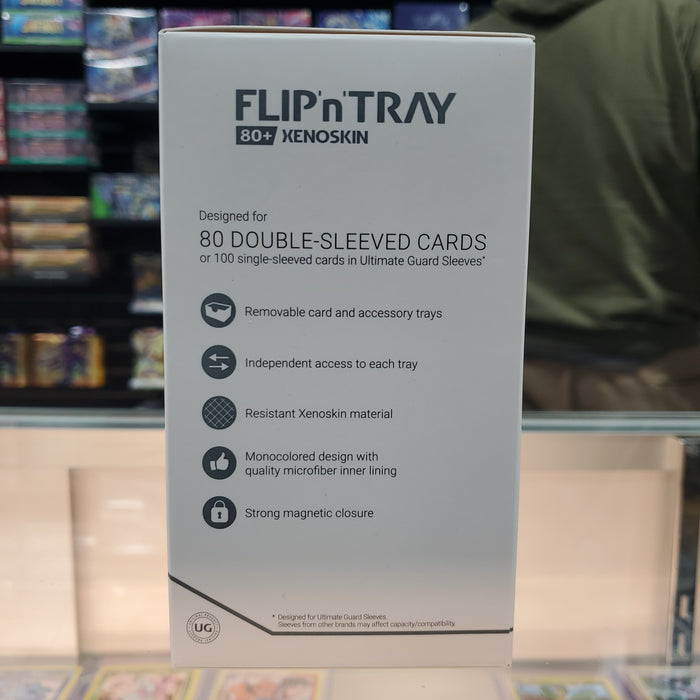 FLIP'n'TRAY
80+ XENOSKIN
Designed for
80 DOUBLE-SLEEVED CARDS
or 100 single-sleeved cards in Ultimate Guard Sleeves*
Removable card and accessory trays
Independent access to each tray
Resistant Xenoskin material
Monocolored design with
quality microfiber inner lining
Strong magnetic closure
* Designed for Ultimate Guard Sleeves.
Sleeves from other brands may affect capacity/compatibility.
UG